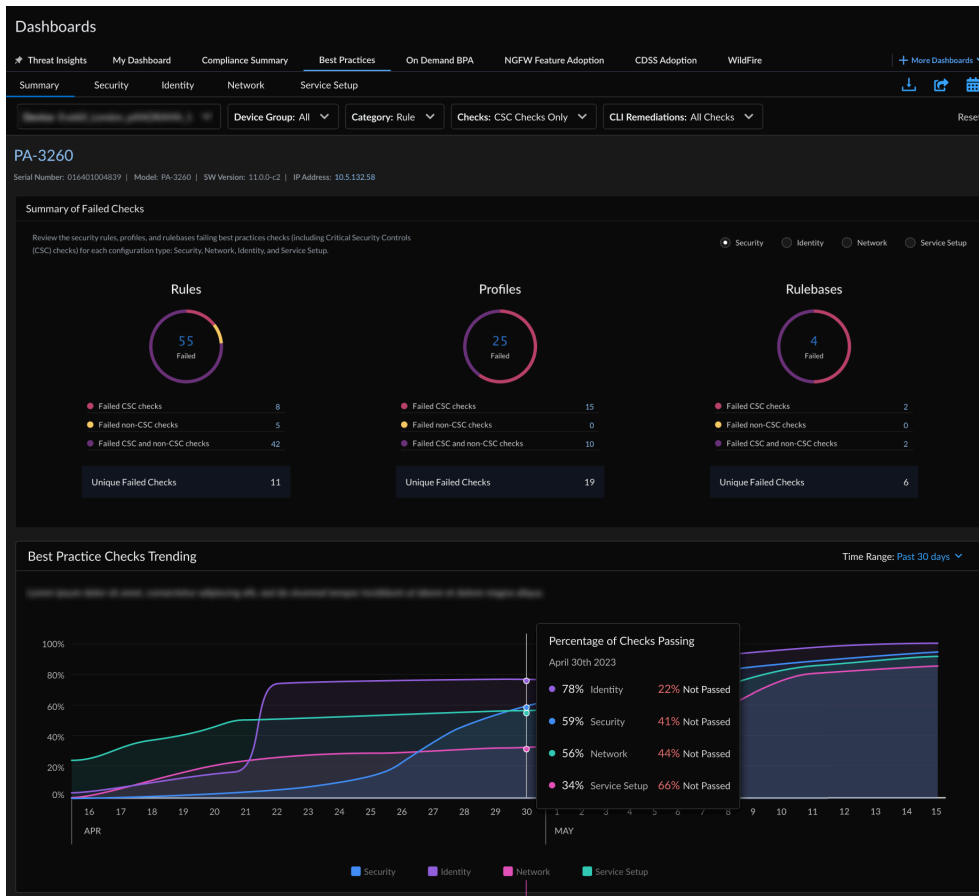 Dashboards
Threat Insights My Dashboard Compliance Summary Best Practices On Demand BPA NGFW Feature Adoption CDSS Adoption WildFire + More Dashboards
Summary Security Identity Network Service Setup
Device Group: All Category: Rule Checks: CSC Checks Only CLI Remediations: All Checks Reset
PA-3260
Serial Number: 016401004839 | Model: PA-3260 | SW Version: 11.0.0-c2 | IP Address: 10.5.132.58
Summary of Failed Checks
Review the security rules, profiles, and rulebases failing best practices checks (including Critical Security Controls
(CSC) checks) for each configuration type: Security, Network, Identity, and Service Setup.
Security Identity Network Service Setup
Rules Profiles Rulebases
55 25 4
Failed Failed Failed
Failed CSC checks 8 Failed CSC checks 15 Failed CSC checks 2
Failed non-CSC checks 5 Failed non-CSC checks 0 Failed non-CSC checks 0
Failed CSC and non-CSC checks 42 Failed CSC and non-CSC checks 10 Failed CSC and non-CSC checks 2
Unique Failed Checks 11 Unique Failed Checks 19 Unique Failed Checks 6
Best Practice Checks Trending Time Range: Past 30 days
100%
80%
60%
40%
20%
0%
Percentage of Checks Passing
April 30th 2023
78% Identity 22% Not Passed
59% Security 41% Not Passed
56% Network 44% Not Passed
34% Service Setup 66% Not Passed
16 17 18 19 20 21 22 23 24 25 26 27 28 29 30 1 2 3 4 5 6 7 8 9 10 11 12 13 14 15
APR MAY
Security Identity Network Service Setup